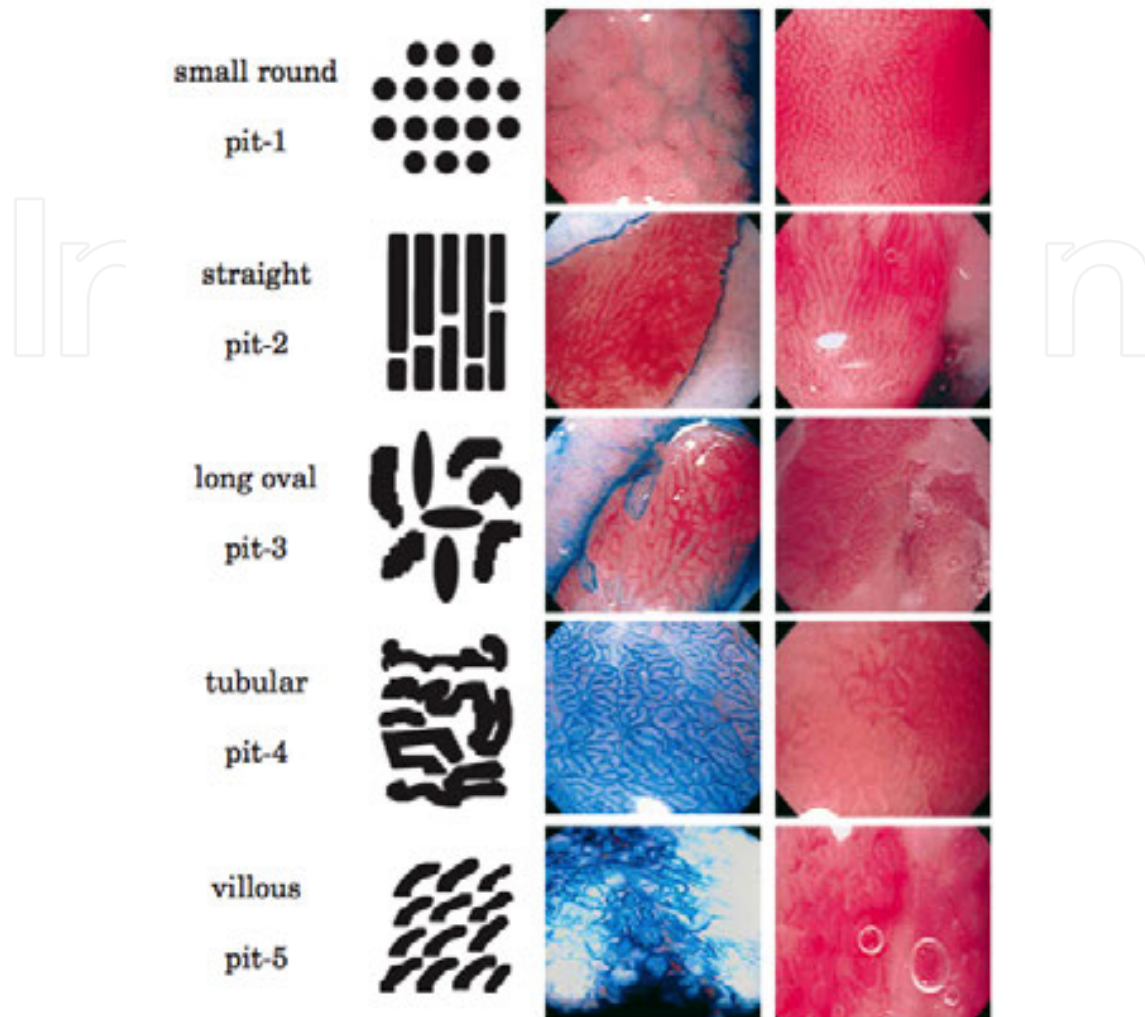 small round
pit-1
straight
pit-2
long oval
pit-3
tubular
pit-4
villous
pit-5